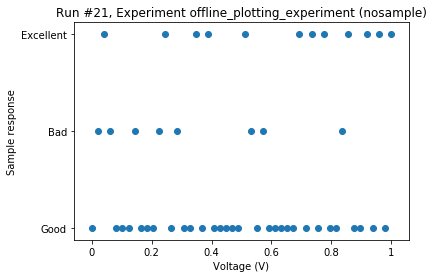 Run #21, Experiment offline_plotting_experiment (nosample)
Excellent
Bad
Good
Sample response
0
0.2
0.4
0.6
0.8
1
Voltage (V)